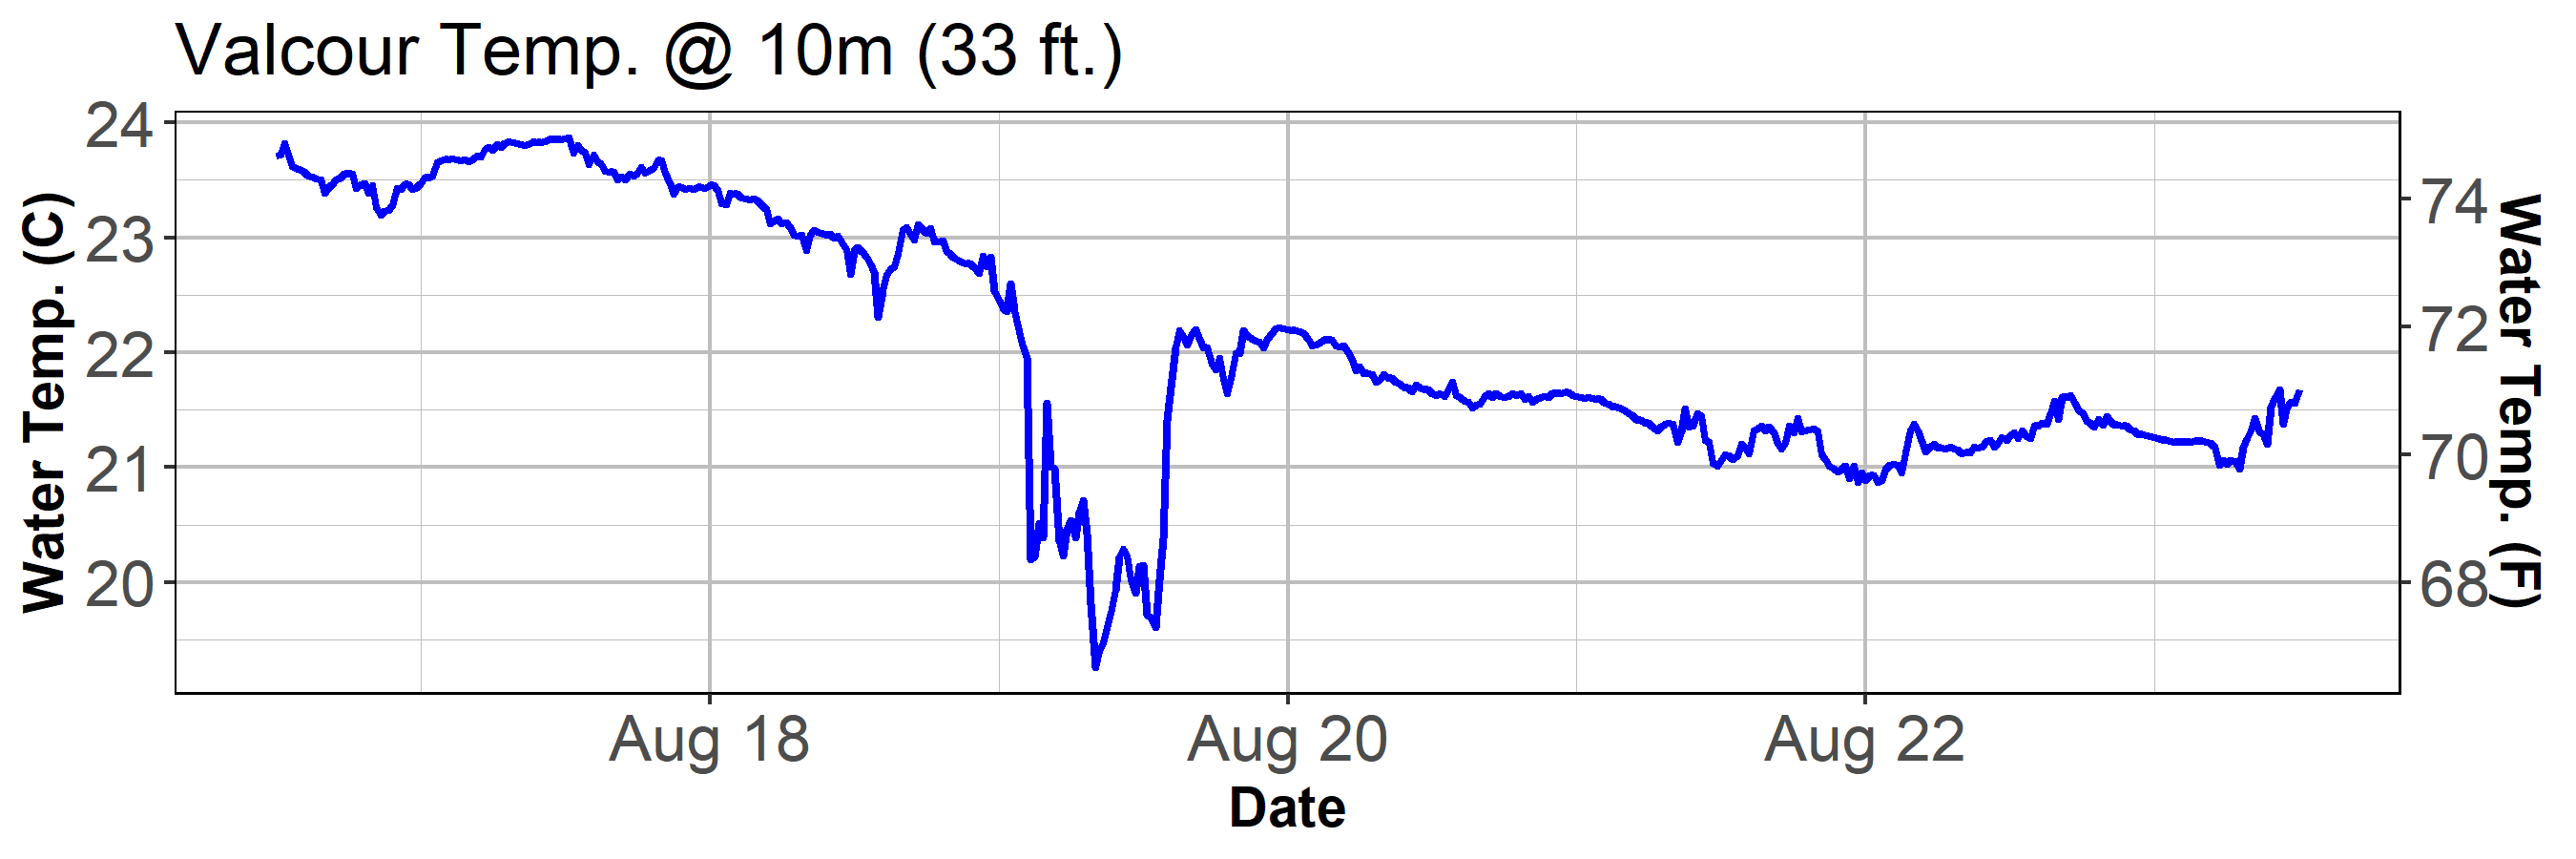 Valcour Temp. @ 10m (33 ft.)
Water Temp. (C)
24
23
22
21
20
74
72
70
68
Water Temp. (F)
Aug 18 Aug 20 Aug 22
Date